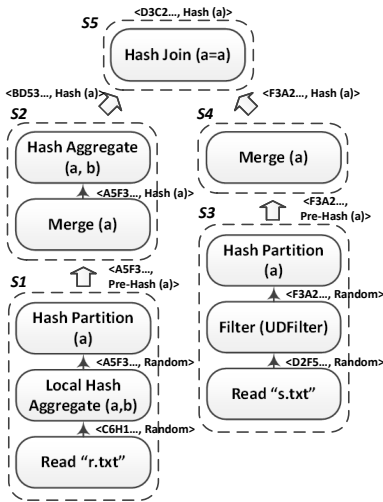 <D3C2..., Hash (a)>
S5
Hash Join (a=a)
<BD53..., Hash (a)>
<F3A2..., Hash (a)>
S2
Hash Aggregate
(a, b)
<A5F3..., Hash (a)>
Merge (a)
S4
Merge (a)
<A5F3...,
Pre-Hash (a)>
<F3A2...,
Pre-Hash (a)>
S1
Hash Partition
(a)
<A5F3..., Random>
Local Hash
Aggregate (a,b)
<C6H1..., Random>
Read “r.txt”
S3
Hash Partition
(a)
<F3A2..., Random>
Filter (UDFilter)
<D2F5..., Random>
Read “s.txt”